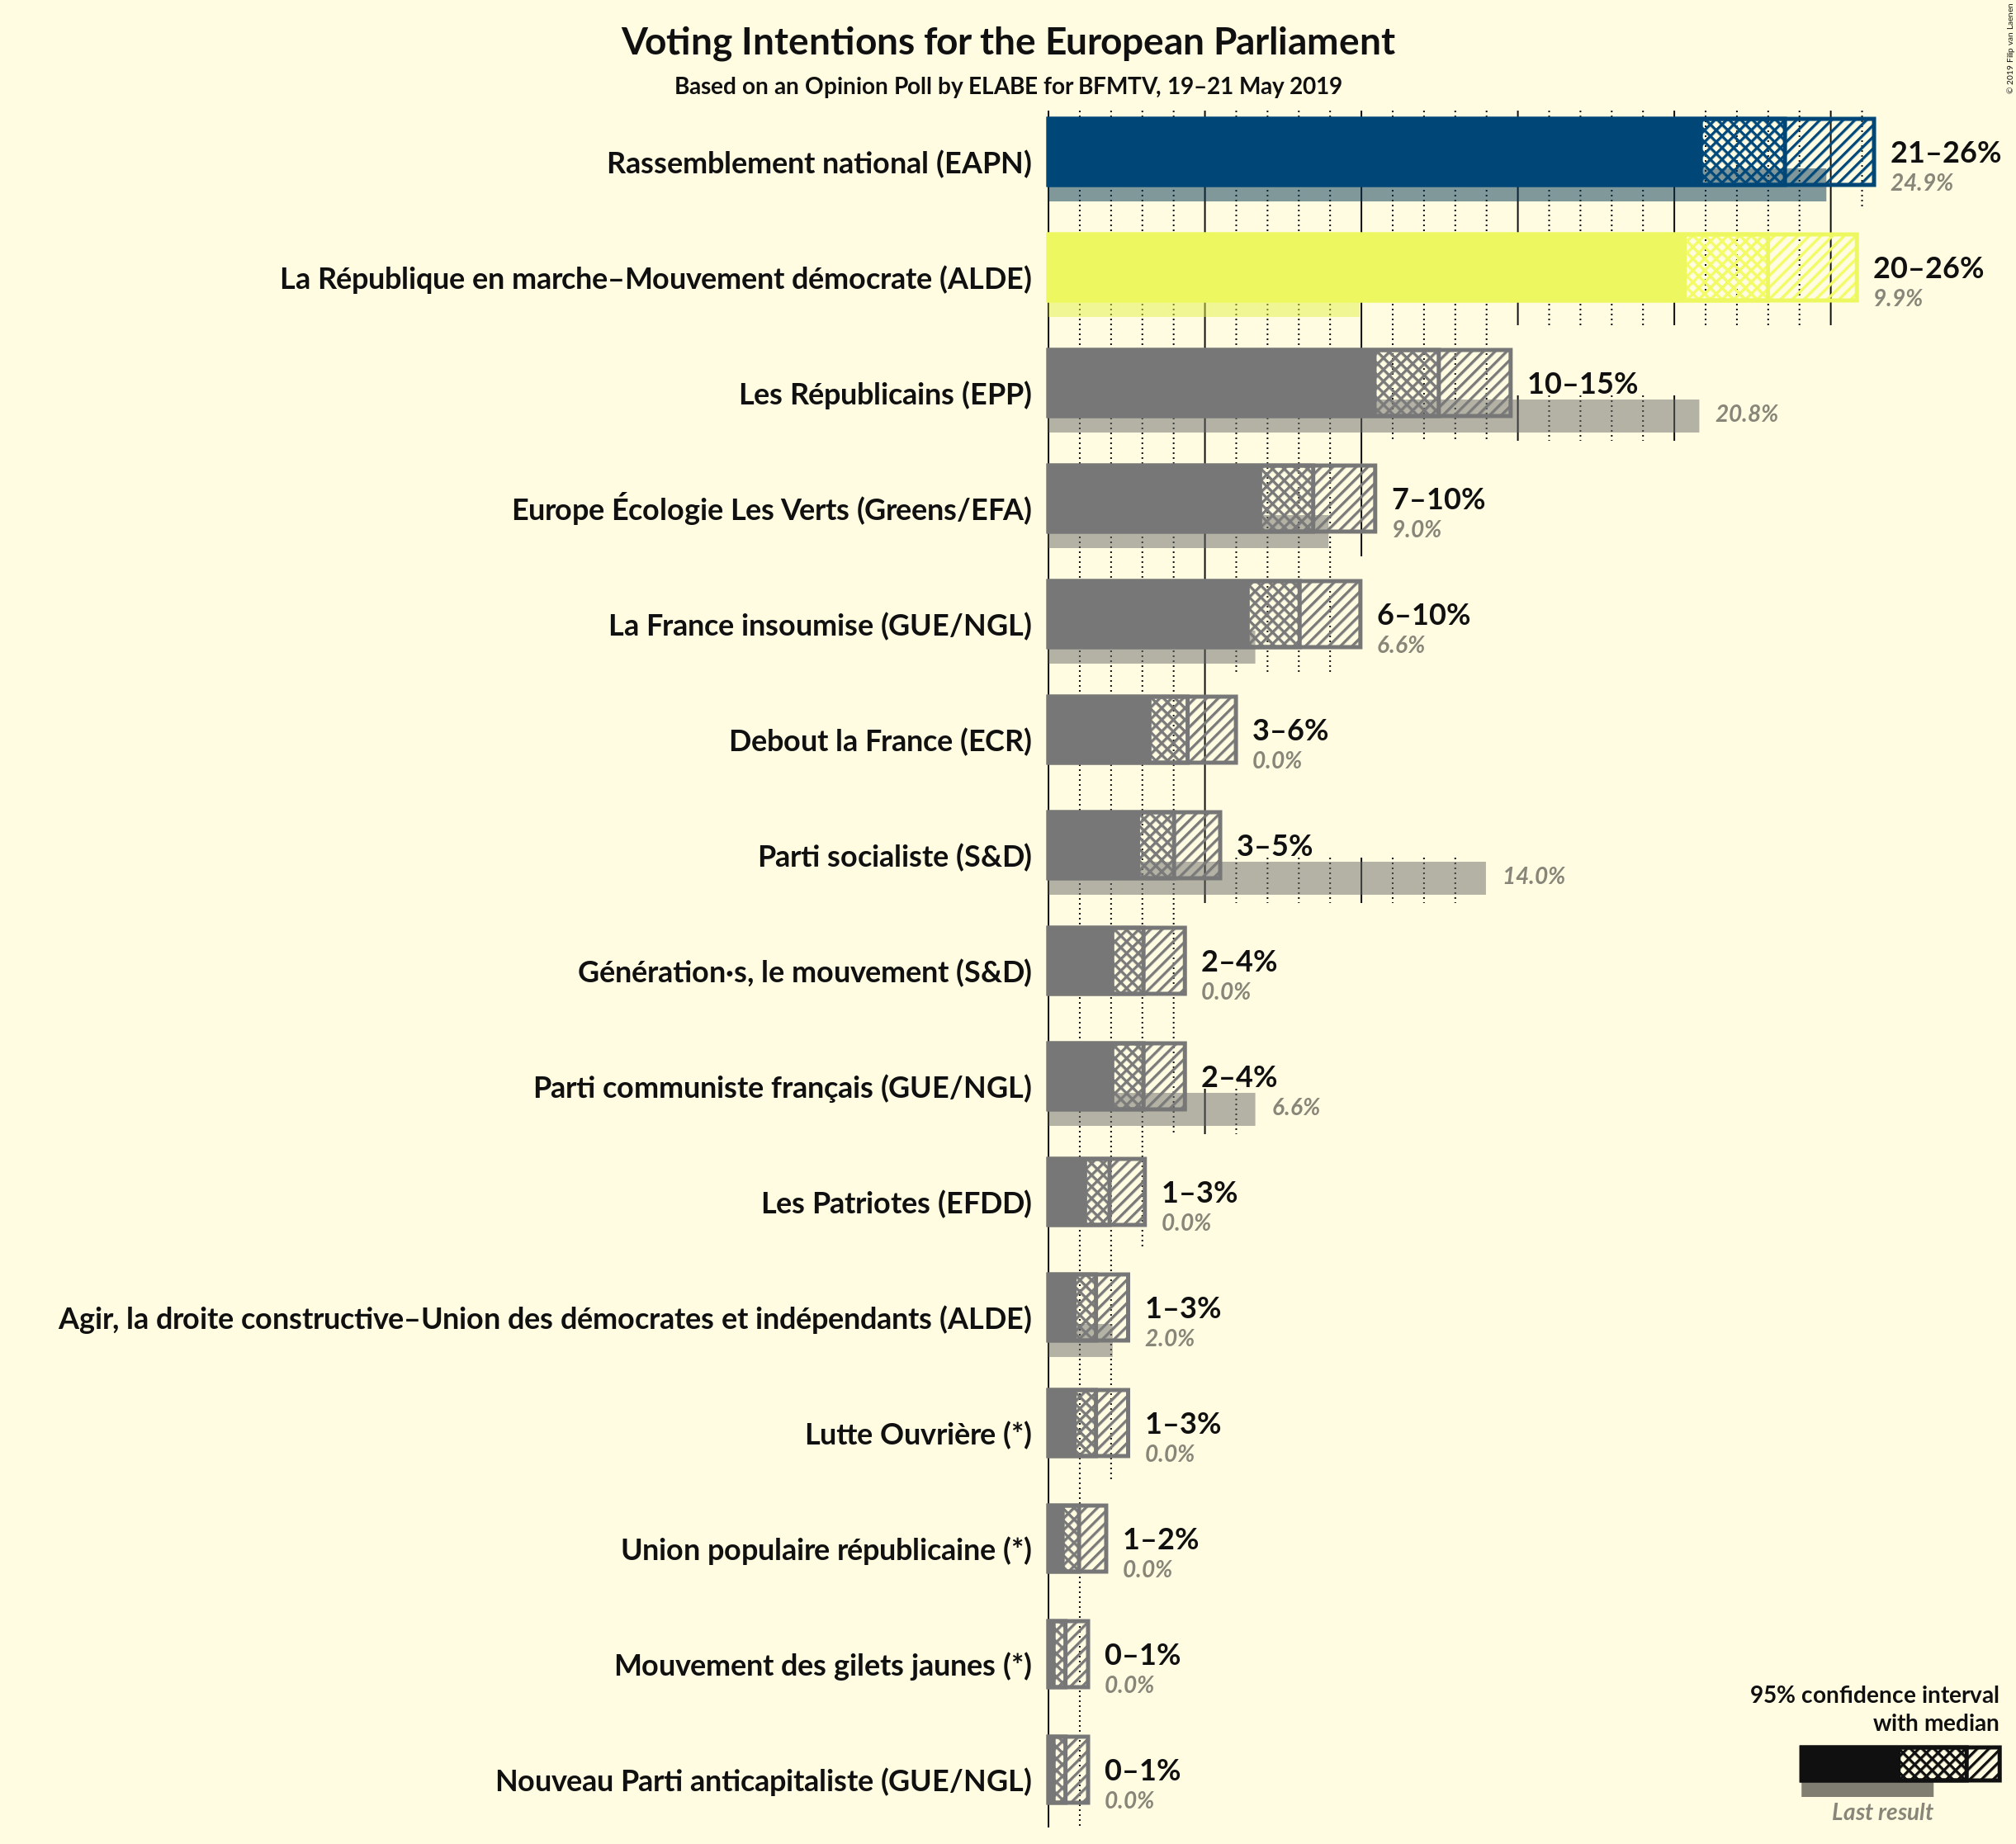 Voting Intentions for the European Parliament
Based on an Opinion Poll by ELABE for BFMTV, 19–21 May 2019
© 2019 Filip van Laenen
Rassemblement national (EAPN)
21–26%
24.9%
La République en marche–Mouvement démocrate (ALDE)
20–26%
9.9%
Les Républicains (EPP)
10–15%
20.8%
Europe Écologie Les Verts (Greens/EFA)
7–10%
9.0%
La France insoumise (GUE/NGL)
6–10%
6.6%
Debout la France (ECR)
3–6%
0.0%
Parti socialiste (S&D)
3–5%
14.0%
Génération·s, le mouvement (S&D)
2–4%
0.0%
Parti communiste français (GUE/NGL)
2–4%
6.6%
Les Patriotes (EFDD)
1–3%
0.0%
Agir, la droite constructive–Union des démocrates et indépendants (ALDE)
1–3%
2.0%
Lutte Ouvrière (*)
1–3%
0.0%
Union populaire républicaine (*)
1–2%
0.0%
Mouvement des gilets jaunes (*)
0–1%
0.0%
Nouveau Parti anticapitaliste (GUE/NGL)
0–1%
0.0%
95% confidence interval
with median
Last result